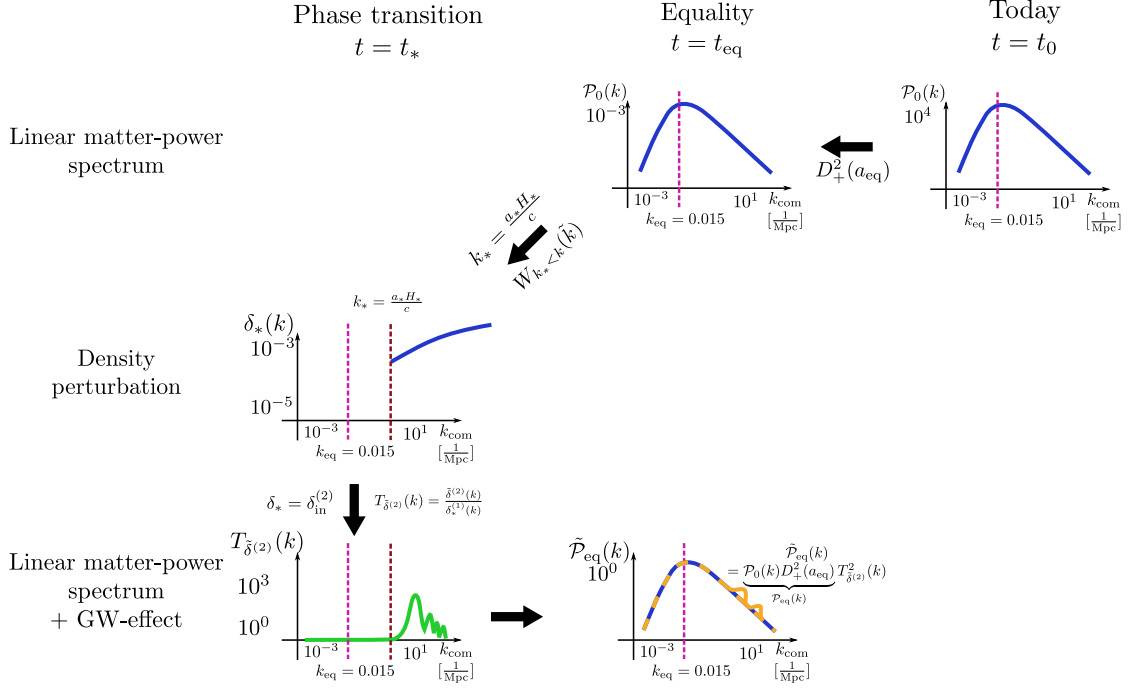 Phase transition
t = t_*
Equality
t = t_eq
Today
t = t_0
Linear matter-power
spectrum
P_0(k)
10^-3
10^-3
10^1
k_com
k_eq = 0.015
[1/Mpc]
D_+^2(a_eq)
P_0(k)
10^4
10^-3
10^1
k_com
k_eq = 0.015
[1/Mpc]
k_* = a_* H_*/c
W_{k_*<k}(k̃)
Density
perturbation
k_* = a_* H_*/c
δ_*(k)
10^-3
10^-5
10^-3
10^1
k_com
k_eq = 0.015
[1/Mpc]
δ_* = δ_in^(2)
T_{δ̃^(2)}(k) = δ̃^(2)(k)/δ_*^(1)(k)
Linear matter-power
spectrum
+ GW-effect
T_{δ̃^(2)}(k)
10^3
10^0
10^-3
10^1
k_com
k_eq = 0.015
[1/Mpc]
P̃_eq(k)
10^0
P̃_eq(k)
= P_0(k)D_+^2(a_eq) T^2_{δ̃^(2)}(k)
P_eq(k)
10^-3
10^1
k_com
k_eq = 0.015
[1/Mpc]